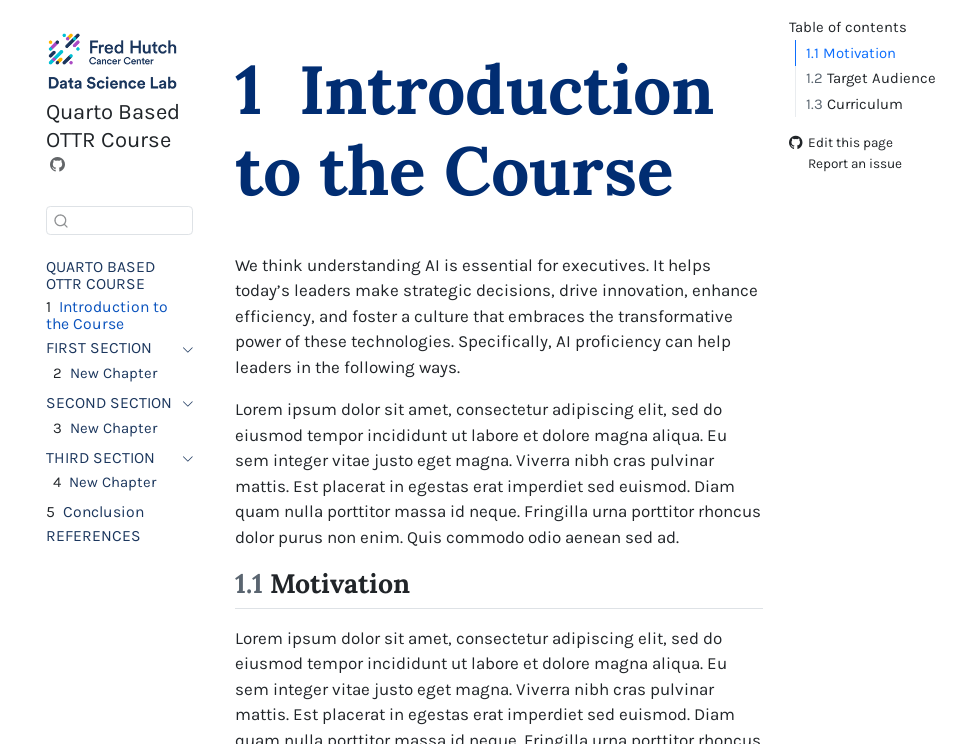 Fred Hutch
Cancer Center
Data Science Lab
Quarto Based
OTTR Course
QUARTO BASED
OTTR COURSE
1 Introduction to
the Course
FIRST SECTION
2 New Chapter
SECOND SECTION
3 New Chapter
THIRD SECTION
4 New Chapter
5 Conclusion
REFERENCES
1 Introduction
to the Course
We think understanding AI is essential for executives. It helps
today’s leaders make strategic decisions, drive innovation, enhance
efficiency, and foster a culture that embraces the transformative
power of these technologies. Specifically, AI proficiency can help
leaders in the following ways.
Lorem ipsum dolor sit amet, consectetur adipiscing elit, sed do
eiusmod tempor incididunt ut labore et dolore magna aliqua. Eu
sem integer vitae justo eget magna. Viverra nibh cras pulvinar
mattis. Est placerat in egestas erat imperdiet sed euismod. Diam
quam nulla porttitor massa id neque. Fringilla urna porttitor rhoncus
dolor purus non enim. Quis commodo odio aenean sed ad.
1.1 Motivation
Lorem ipsum dolor sit amet, consectetur adipiscing elit, sed do
eiusmod tempor incididunt ut labore et dolore magna aliqua. Eu
sem integer vitae justo eget magna. Viverra nibh cras pulvinar
mattis. Est placerat in egestas erat imperdiet sed euismod. Diam
quam nulla porttitor massa id neque. Fringilla urna porttitor rhoncus
Table of contents
1.1 Motivation
1.2 Target Audience
1.3 Curriculum
Edit this page
Report an issue